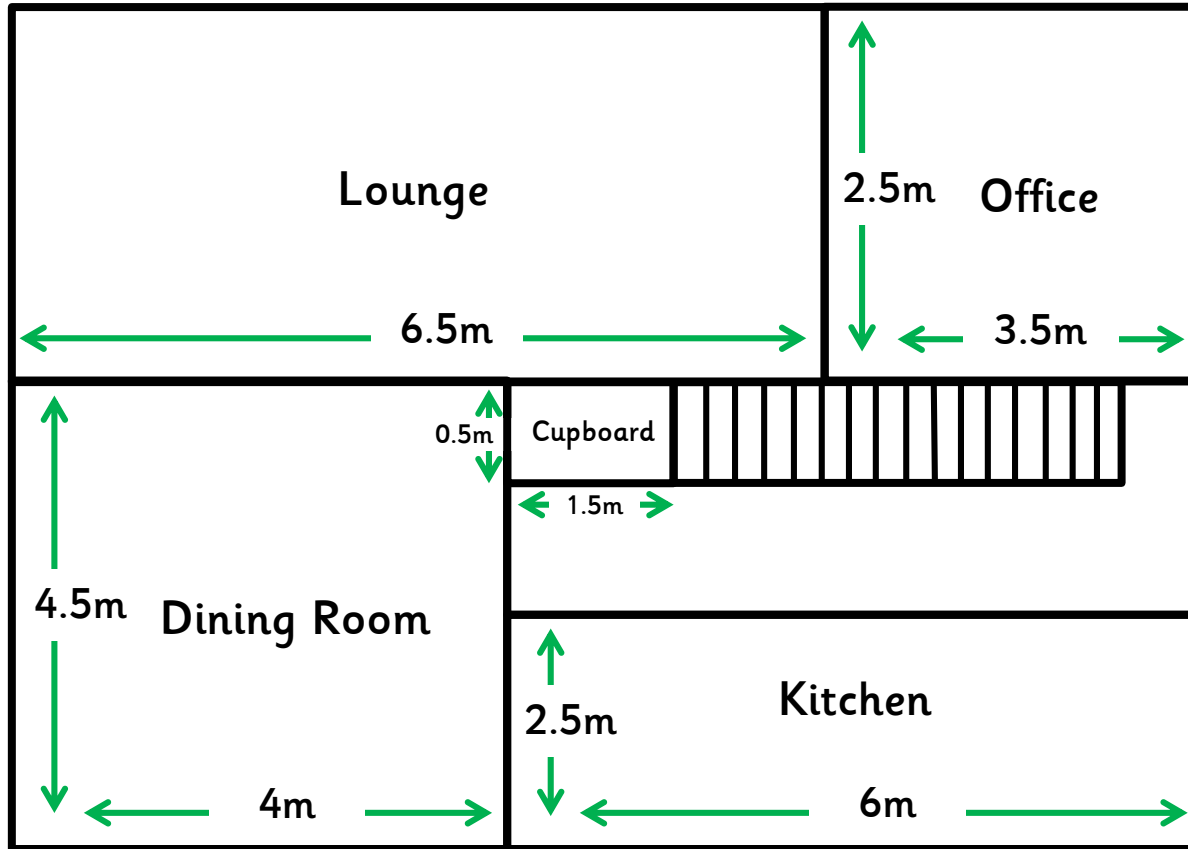 Lounge
2.5m
Office
6.5m
3.5m
0.5m
Cupboard
1.5m
4.5m
Dining Room
Kitchen
2.5m
4m
6m